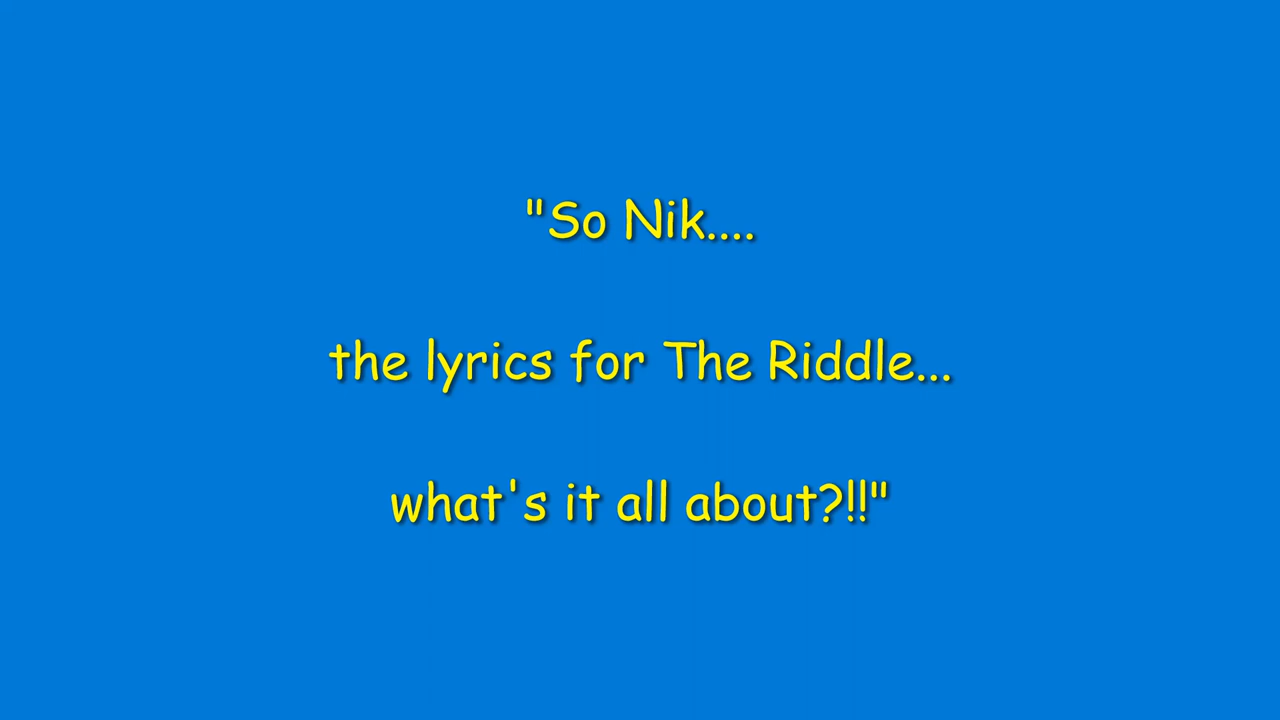 "So Nik....
the lyrics for The Riddle...
what's it all about?!!"